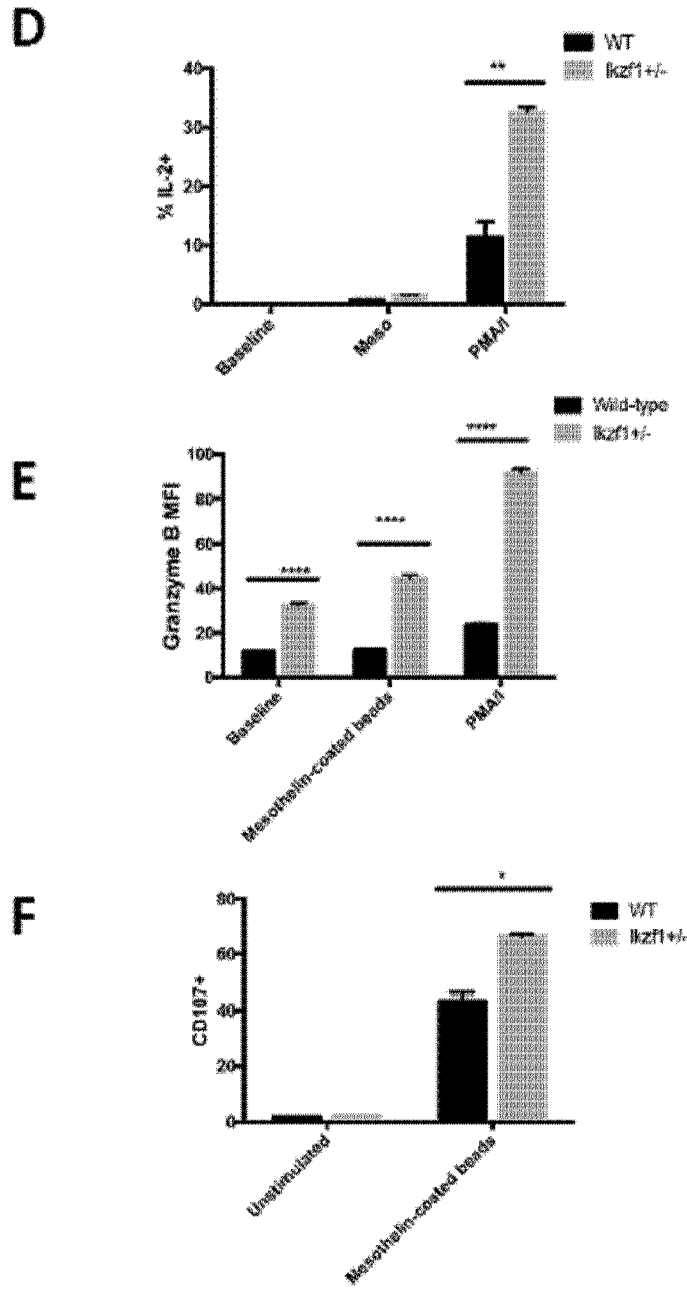 D
WT
Ikzf1+/-
**
40
30
20
10
0
% IL-2+
Baseline
Meso
PMA/I
Wild-type
Ikzf1+/-
E
****
****
****
100
80
60
40
20
0
Granzyme B MFI
Baseline
Mesothelin-coated beads
PMA/I
F
WT
Ikzf1+/-
*
80
60
40
20
0
CD107+
Unstimulated
Mesothelin-coated beads